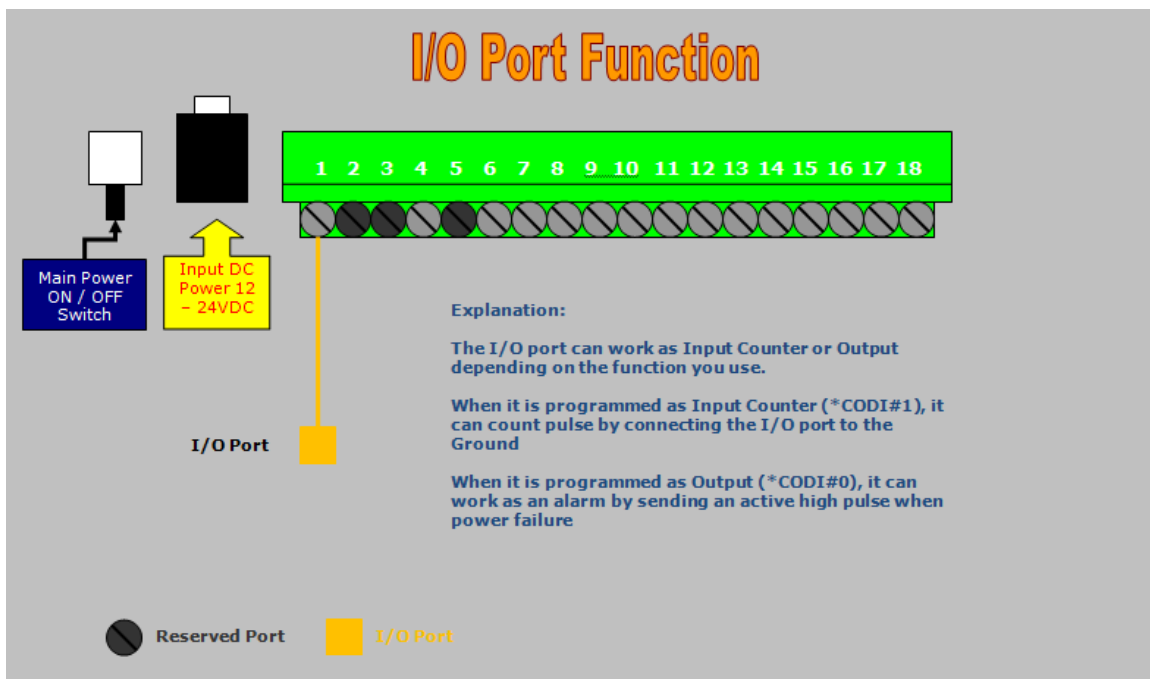 I/O Port Function
1 2 3 4 5 6 7 8 9 10 11 12 13 14 15 16 17 18
Main Power
ON / OFF
Switch
Input DC
Power 12
– 24VDC
Explanation:
The I/O port can work as Input Counter or Output
depending on the function you use.
When it is programmed as Input Counter (*CODI#1), it
can count pulse by connecting the I/O port to the
Ground
I/O Port
When it is programmed as Output (*CODI#0), it can
work as an alarm by sending an active high pulse when
power failure
Reserved Port
I/O Port